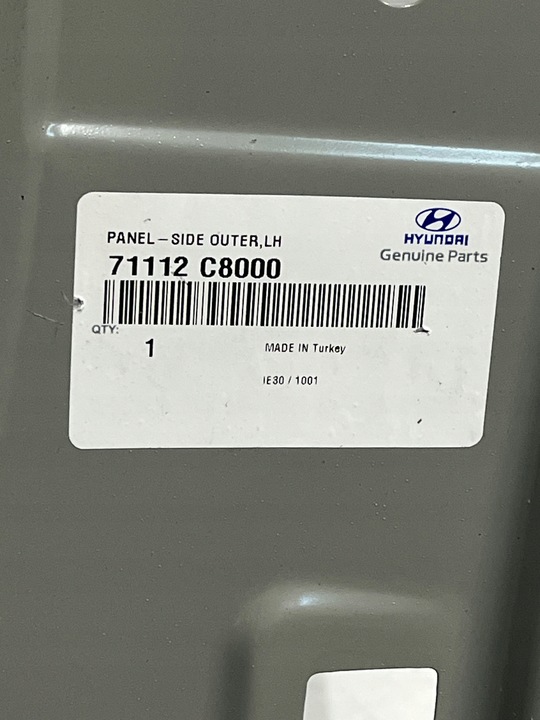 PANEL-SIDE OUTER,LH
HYUNDAI
71112 C8000
Genuine Parts
QTY:
1
MADE IN Turkey
IE30 / 1001